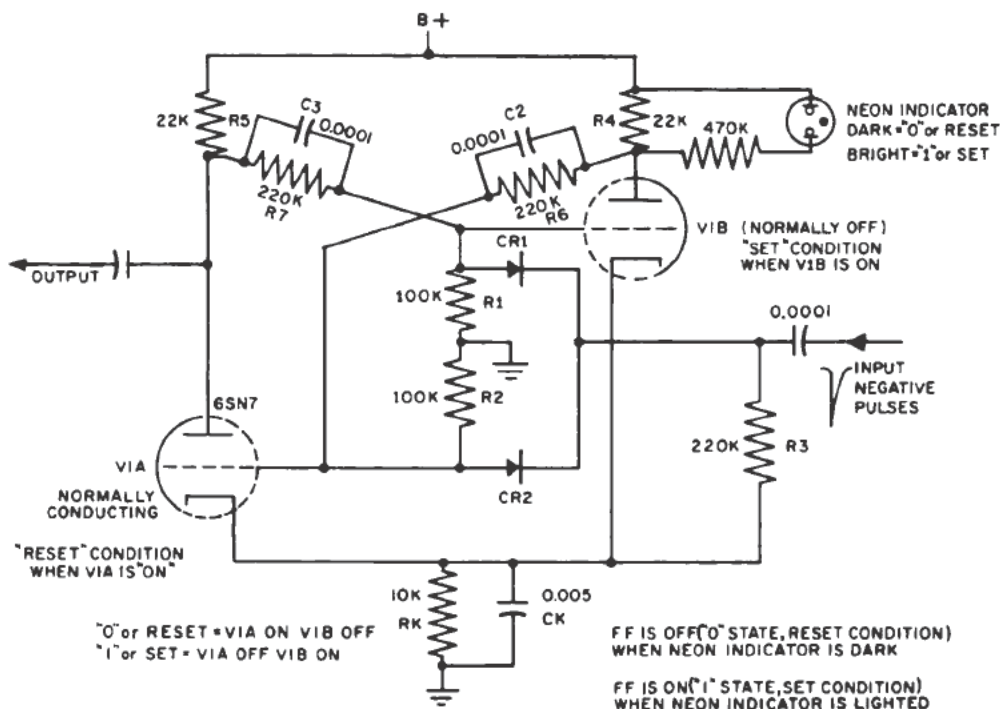 B+
22K
R5
C3
0.0001
220K
R7
C2
0.0001
220K
R6
R4
22K
470K
NEON INDICATOR
DARK="0" or RESET
BRIGHT="1" or SET
V1B (NORMALLY OFF)
"SET" CONDITION
WHEN V1B IS ON
OUTPUT
CR1
100K
R1
100K
R2
CR2
0.0001
INPUT
NEGATIVE
PULSES
220K
R3
6SN7
V1A
NORMALLY
CONDUCTING
"RESET" CONDITION
WHEN V1A IS "ON"
10K
RK
0.005
CK
"0" or RESET = V1A ON V1B OFF
"1" or SET = V1A OFF V1B ON
FF IS OFF("0" STATE, RESET CONDITION)
WHEN NEON INDICATOR IS DARK
FF IS ON("1" STATE, SET CONDITION)
WHEN NEON INDICATOR IS LIGHTED